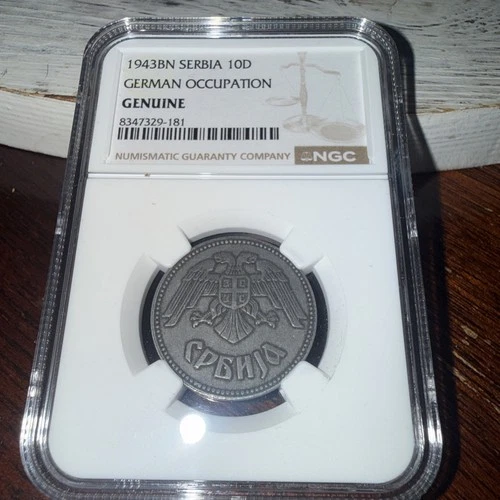 1943BN SERBIA 10D
GERMAN OCCUPATION
GENUINE
8347329-181
NUMISMATIC GUARANTY COMPANY NGC
СРБИЈА